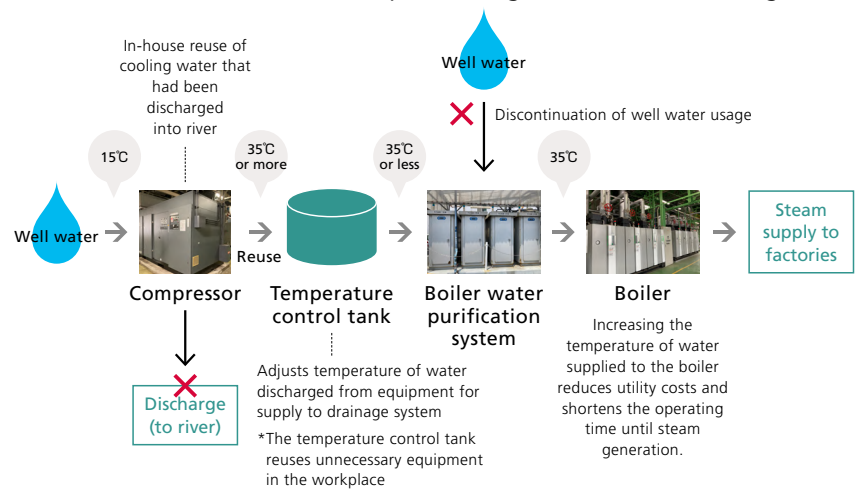 In-house reuse of
cooling water that
had been
discharged
into river
Well water
Discontinuation of well water usage
15℃
35℃
or more
35℃
or less
35℃
Well water
Reuse
Steam
supply to
factories
Compressor
Temperature
control tank
Boiler water
purification
system
Boiler
Discharge
(to river)
Adjusts temperature of water
discharged from equipment for
supply to drainage system
*The temperature control tank
reuses unnecessary equipment
in the workplace
Increasing the
temperature of water
supplied to the boiler
reduces utility costs and
shortens the operating
time until steam
generation.